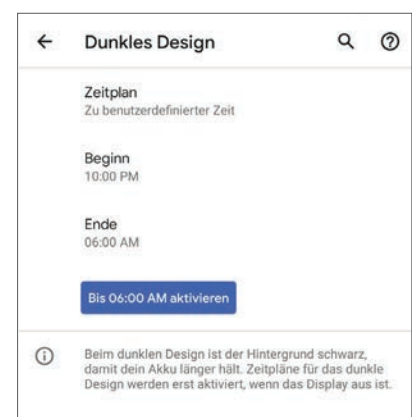 Dunkles Design
Zeitplan
Zu benutzerdefinierter Zeit
Beginn
10:00 PM
Ende
06:00 AM
Bis 06:00 AM aktivieren
Beim dunklen Design ist der Hintergrund schwarz,
damit dein Akku länger hält. Zeitpläne für das dunkle
Design werden erst aktiviert, wenn das Display aus ist.